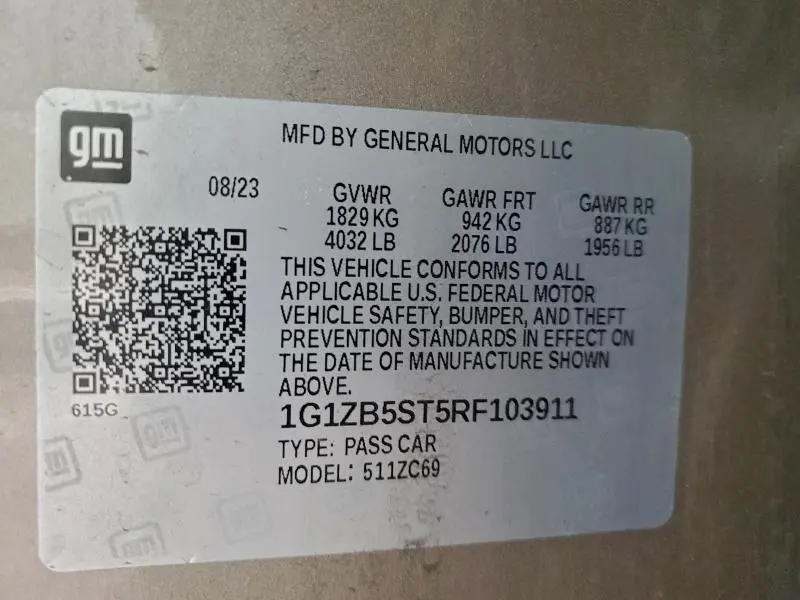 gm
MFD BY GENERAL MOTORS LLC
08/23
GVWR GAWR FRT GAWR RR
1829 KG 942 KG 887 KG
4032 LB 2076 LB 1956 LB
THIS VEHICLE CONFORMS TO ALL
APPLICABLE U.S. FEDERAL MOTOR
VEHICLE SAFETY, BUMPER, AND THEFT
PREVENTION STANDARDS IN EFFECT ON
THE DATE OF MANUFACTURE SHOWN
ABOVE.
615G
1G1ZB5ST5RF103911
TYPE: PASS CAR
MODEL: 511ZC69